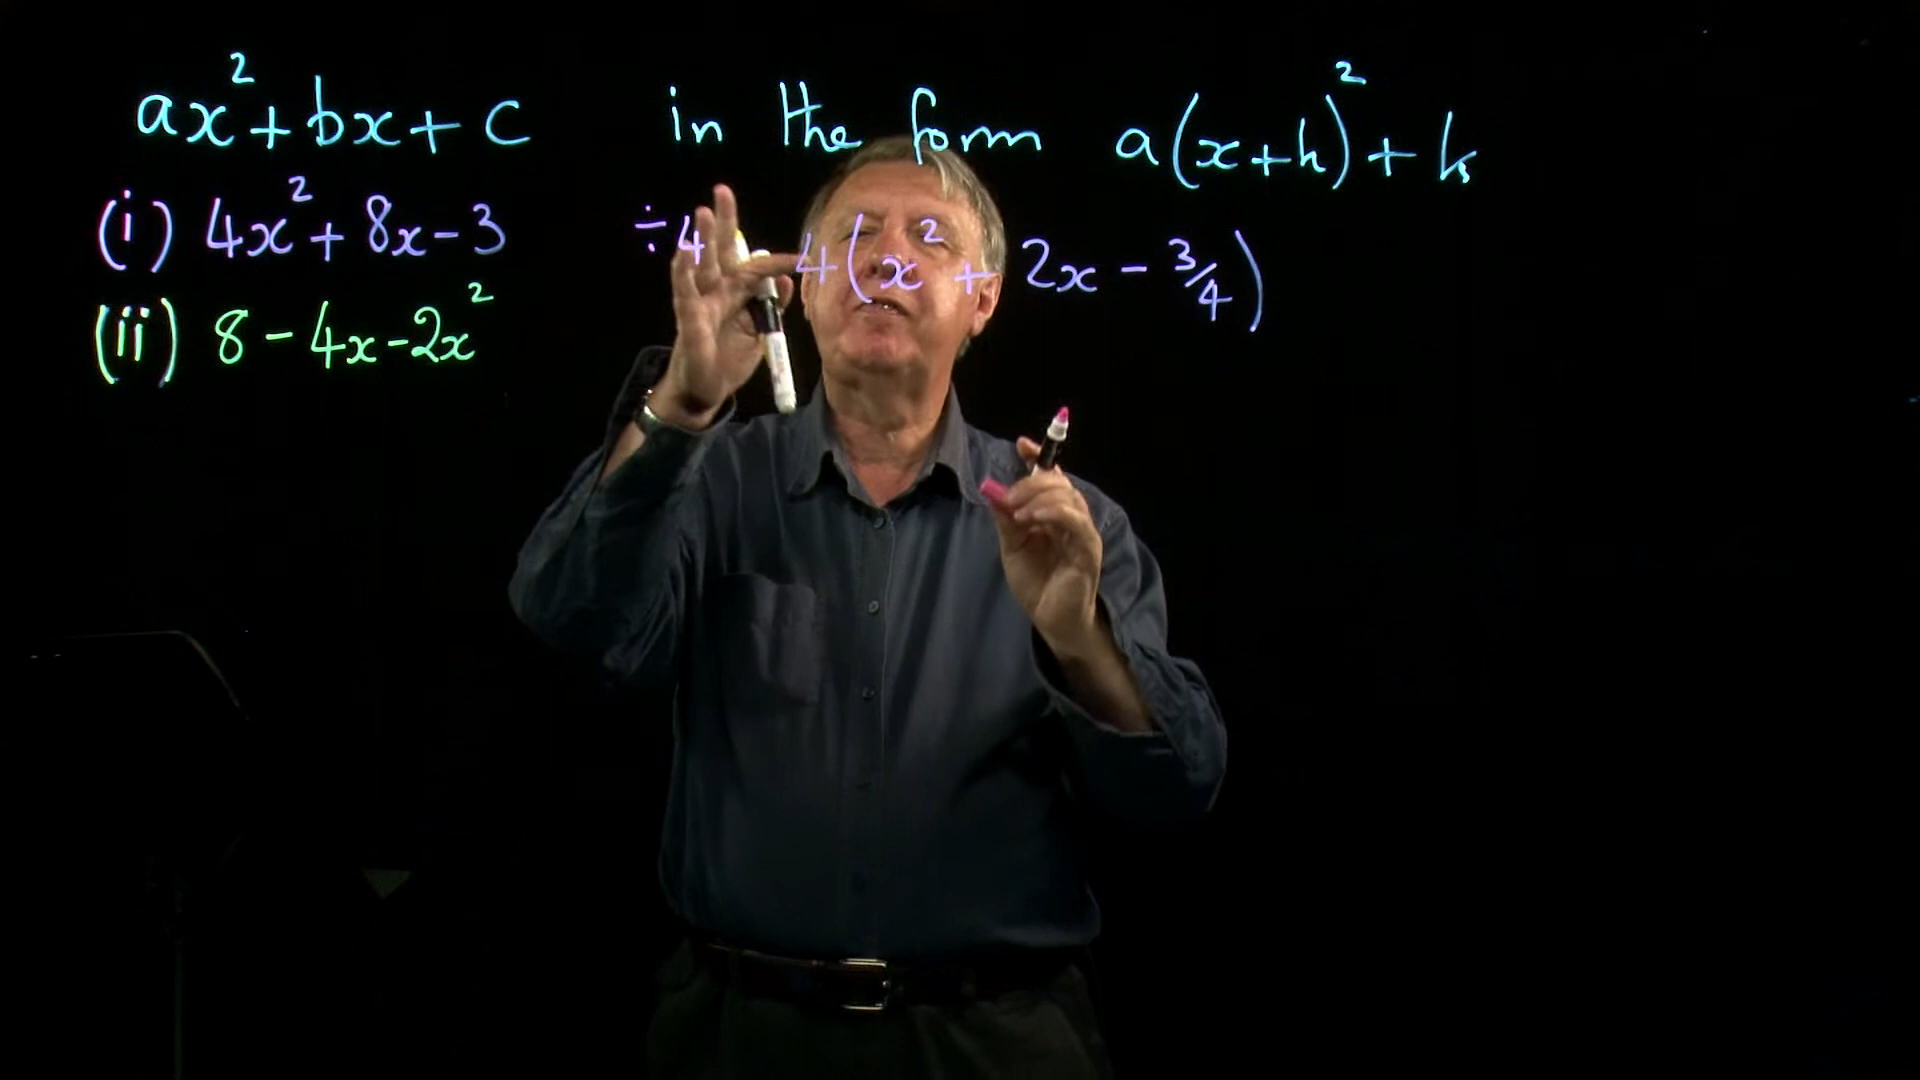 ax²+bx+c in the form a(x+h)²+k
(i) 4x²+8x-3 ÷4 4(x²+2x-3/4)
(ii) 8-4x-2x²